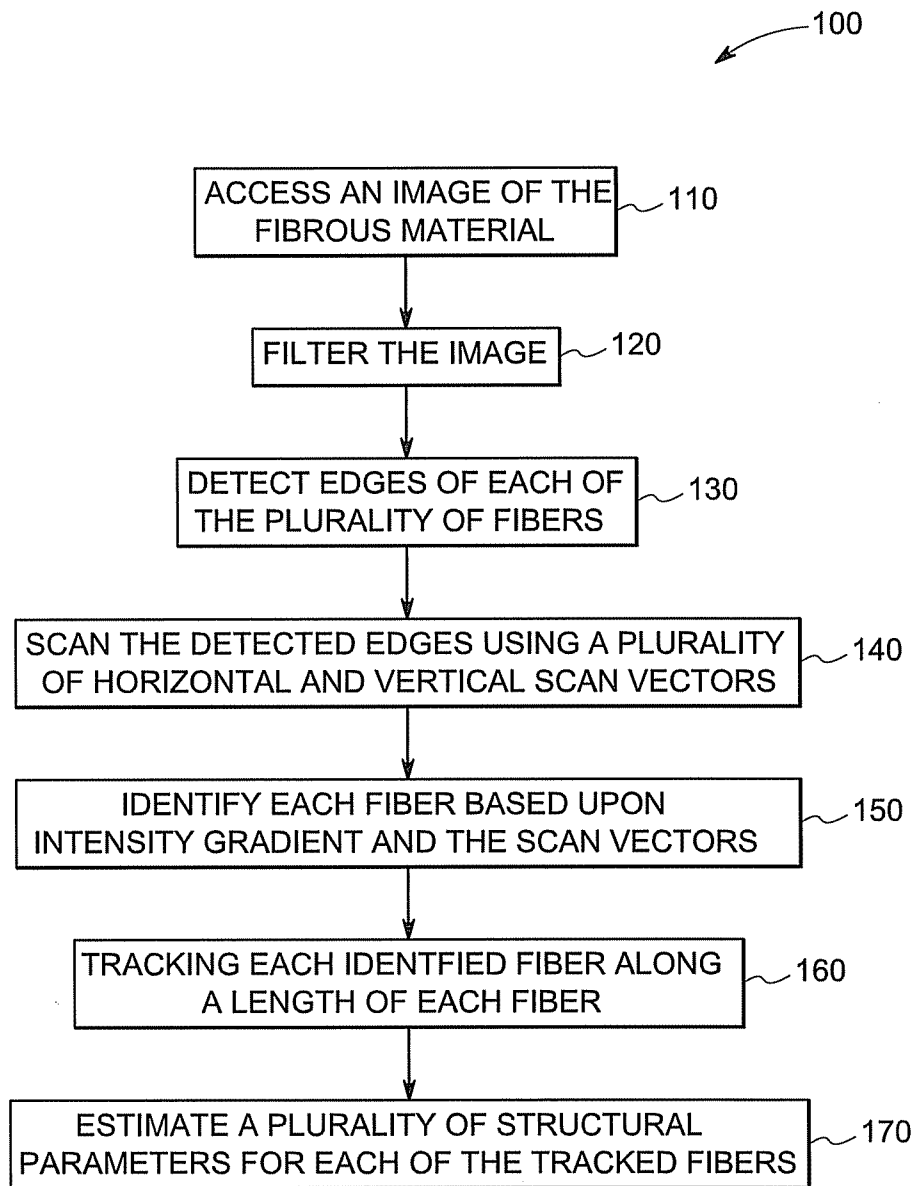 100
ACCESS AN IMAGE OF THE
FIBROUS MATERIAL
110
FILTER THE IMAGE
120
DETECT EDGES OF EACH OF
THE PLURALITY OF FIBERS
130
SCAN THE DETECTED EDGES USING A PLURALITY
OF HORIZONTAL AND VERTICAL SCAN VECTORS
140
IDENTIFY EACH FIBER BASED UPON
INTENSITY GRADIENT AND THE SCAN VECTORS
150
TRACKING EACH IDENTFIED FIBER ALONG
A LENGTH OF EACH FIBER
160
ESTIMATE A PLURALITY OF STRUCTURAL
PARAMETERS FOR EACH OF THE TRACKED FIBERS
170